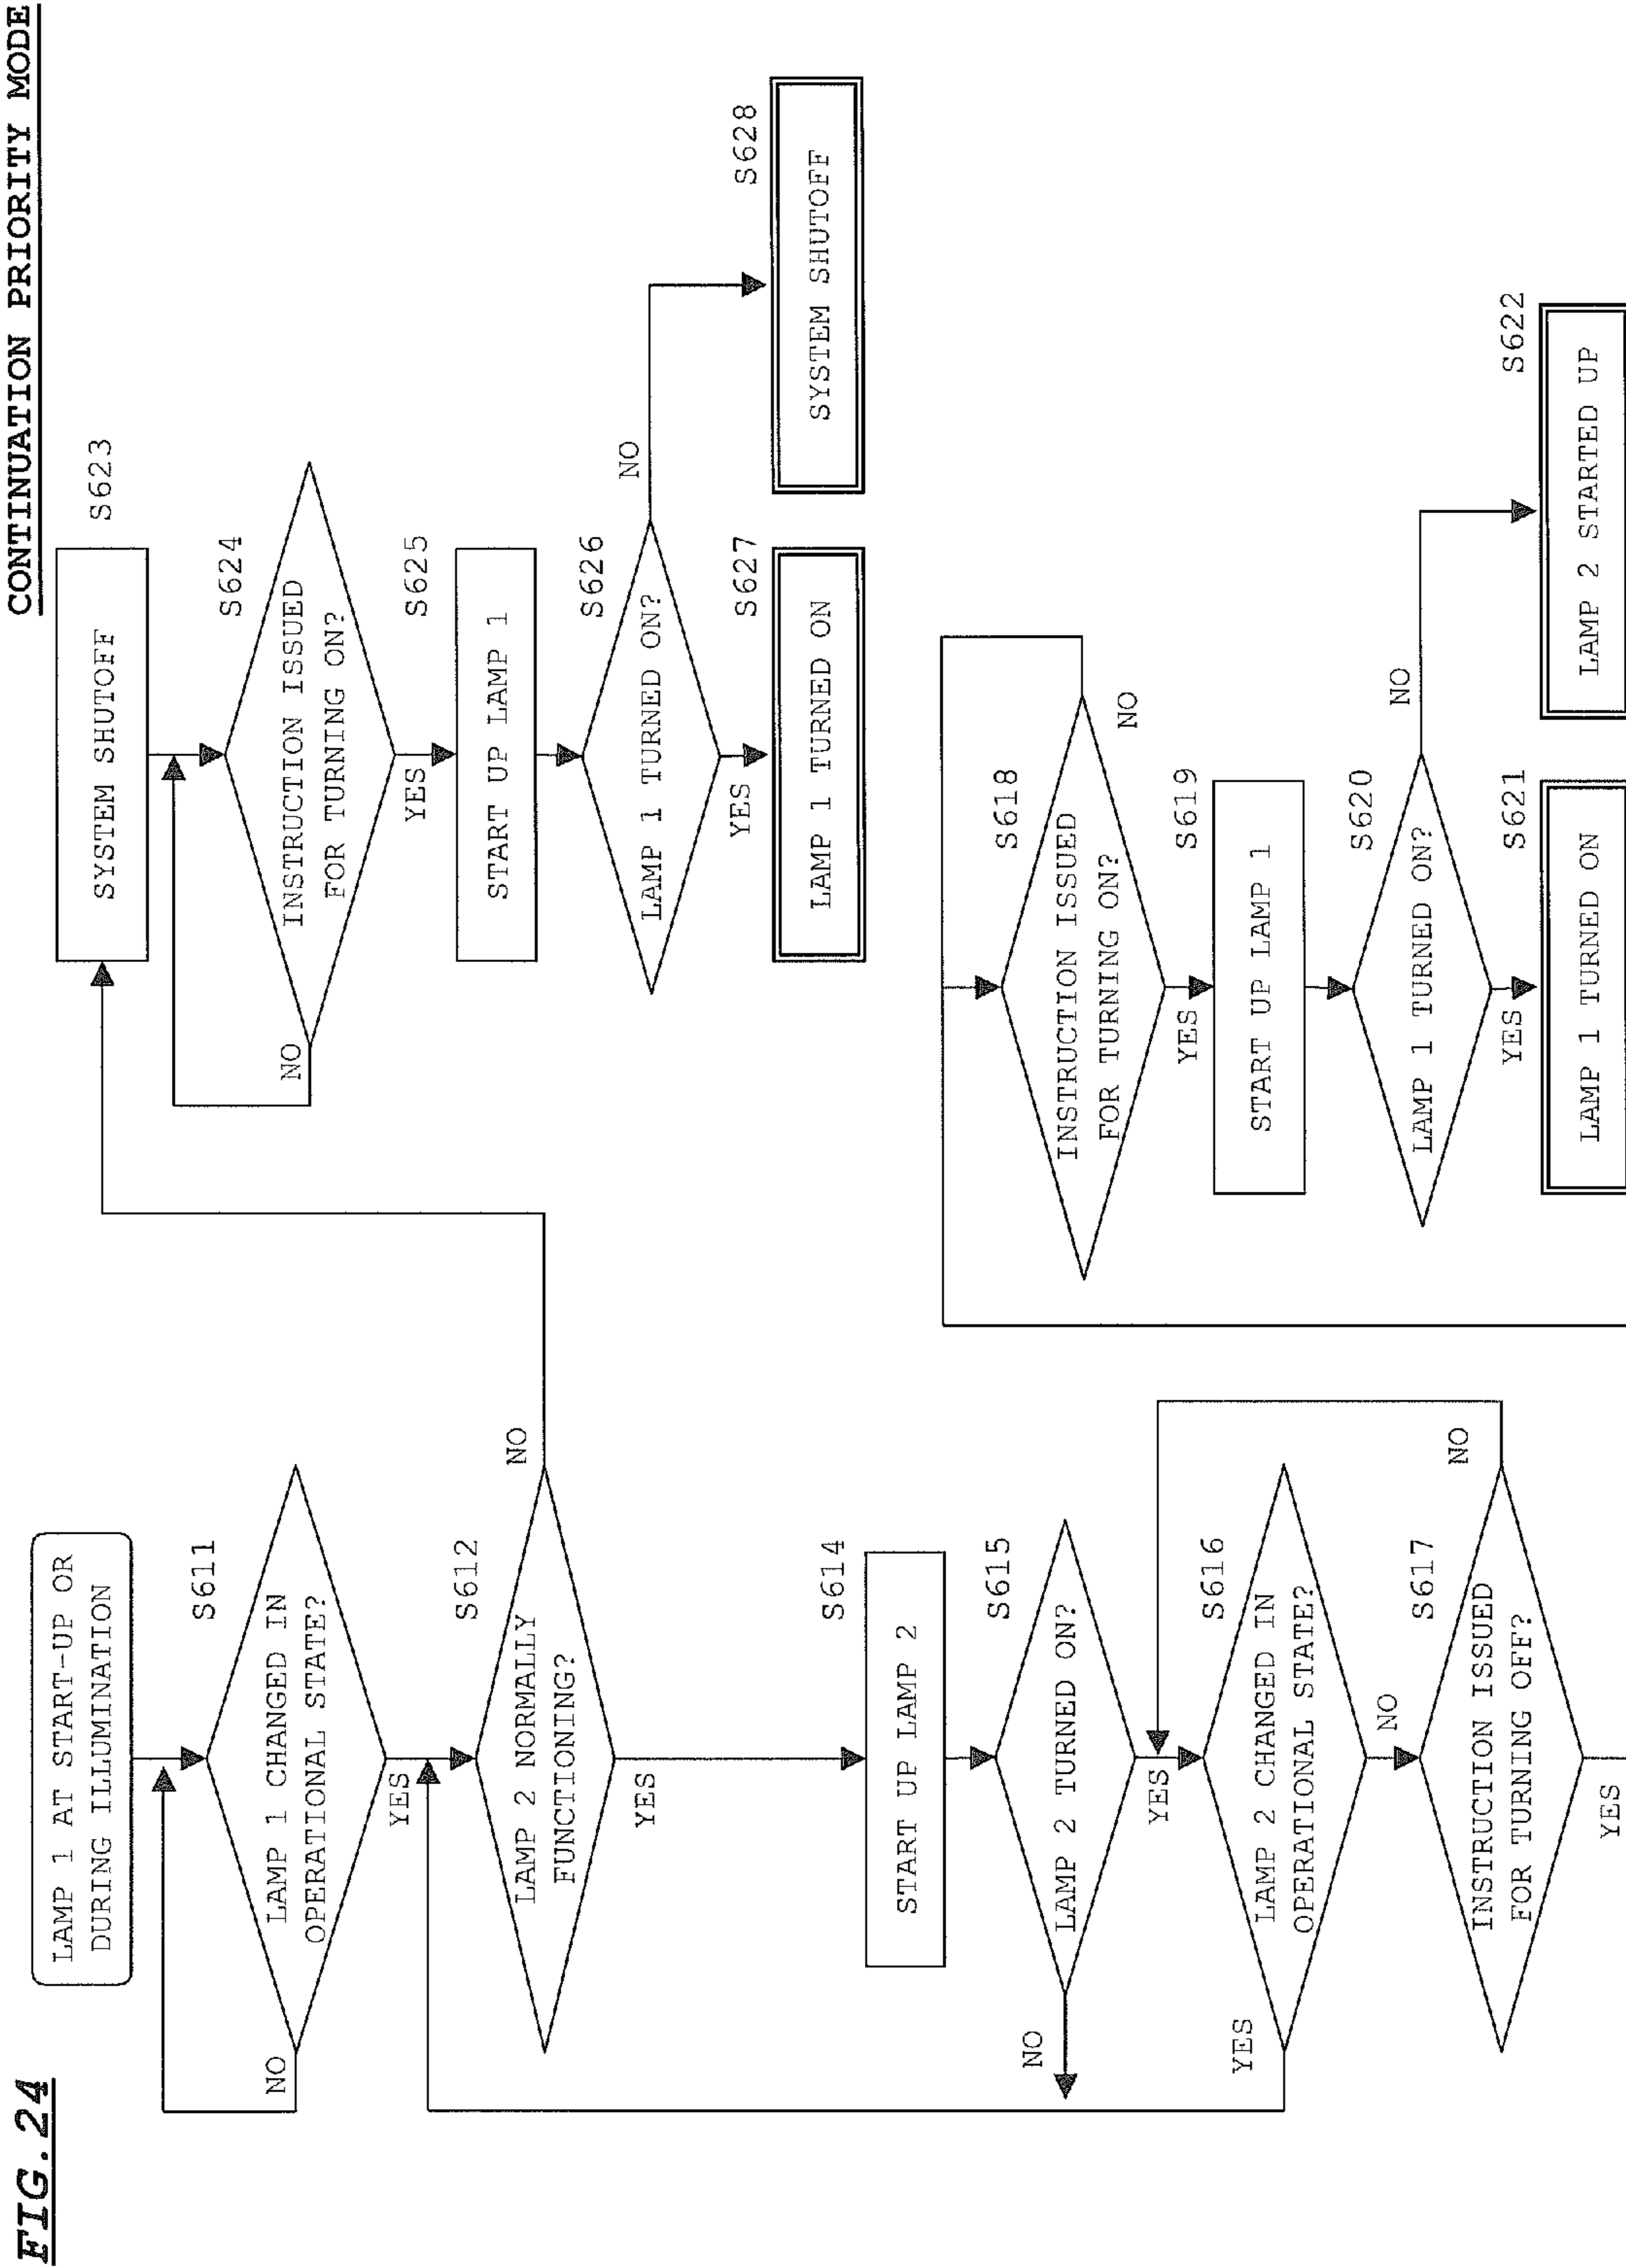 FIG. 24
CONTINUATION PRIORITY MODE
LAMP 1 AT START-UP OR
DURING ILLUMINATION
S611
LAMP 1 CHANGED IN
OPERATIONAL STATE?
NO
YES
S612
LAMP 2 NORMALLY
FUNCTIONING?
NO
YES
S614
START UP LAMP 2
S615
LAMP 2 TURNED ON?
NO
YES
S616
LAMP 2 CHANGED IN
OPERATIONAL STATE?
YES
NO
S617
INSTRUCTION ISSUED
FOR TURNING OFF?
NO
YES
S623
SYSTEM SHUTOFF
S624
INSTRUCTION ISSUED
FOR TURNING ON?
NO
YES
S625
START UP LAMP 1
S626
LAMP 1 TURNED ON?
NO
YES
S627
LAMP 1 TURNED ON
S628
SYSTEM SHUTOFF
S618
INSTRUCTION ISSUED
FOR TURNING ON?
NO
YES
S619
START UP LAMP 1
S620
LAMP 1 TURNED ON?
NO
YES
S621
LAMP 1 TURNED ON
S622
LAMP 2 STARTED UP